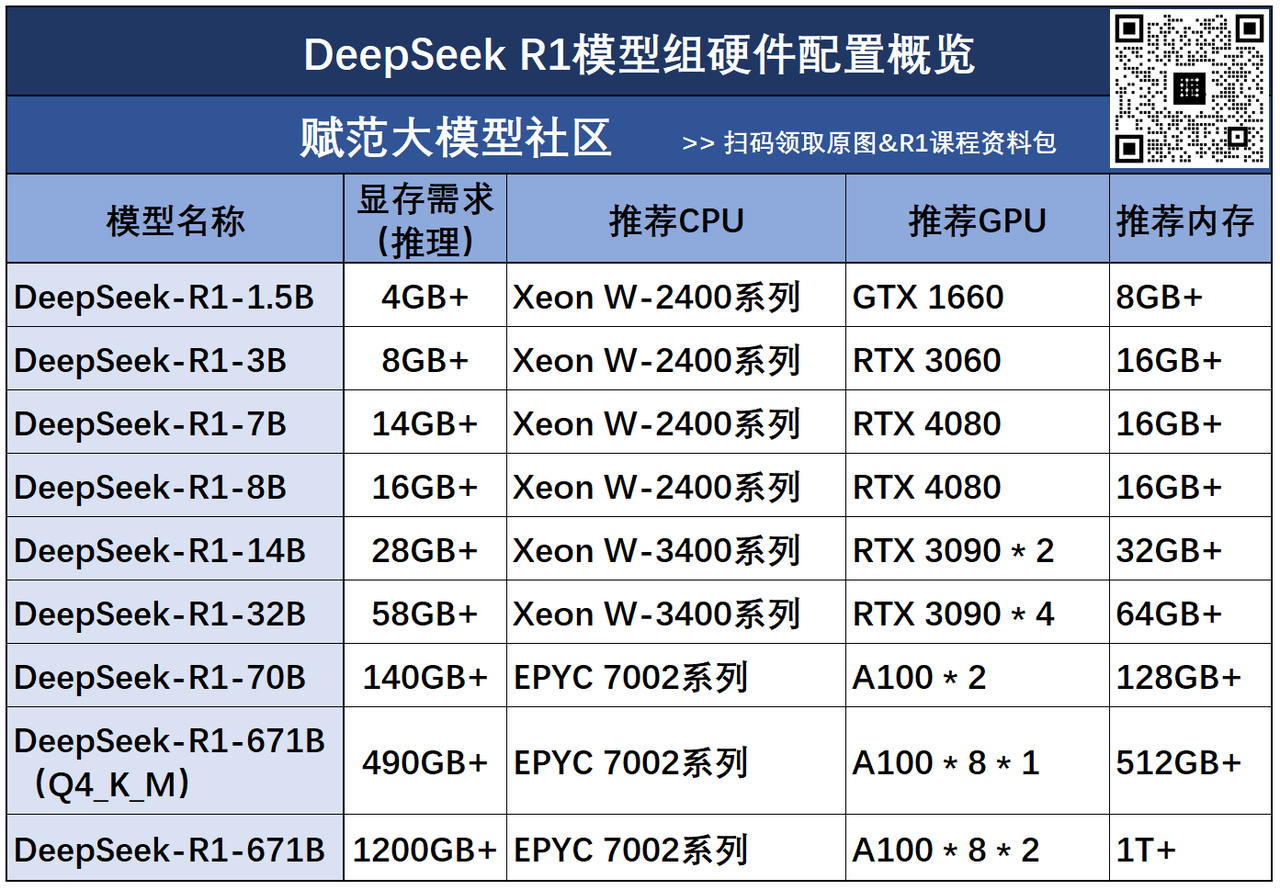 DeepSeek R1模型组硬件配置概览
赋范大模型社区 >> 扫码领取原图&R1课程资料包
模型名称 显存需求(推理) 推荐CPU 推荐GPU 推荐内存
DeepSeek-R1-1.5B 4GB+ Xeon W-2400系列 GTX 1660 8GB+
DeepSeek-R1-3B 8GB+ Xeon W-2400系列 RTX 3060 16GB+
DeepSeek-R1-7B 14GB+ Xeon W-2400系列 RTX 4080 16GB+
DeepSeek-R1-8B 16GB+ Xeon W-2400系列 RTX 4080 16GB+
DeepSeek-R1-14B 28GB+ Xeon W-3400系列 RTX 3090 * 2 32GB+
DeepSeek-R1-32B 58GB+ Xeon W-3400系列 RTX 3090 * 4 64GB+
DeepSeek-R1-70B 140GB+ EPYC 7002系列 A100 * 2 128GB+
DeepSeek-R1-671B（Q4_K_M） 490GB+ EPYC 7002系列 A100 * 8 * 1 512GB+
DeepSeek-R1-671B 1200GB+ EPYC 7002系列 A100 * 8 * 2 1T+